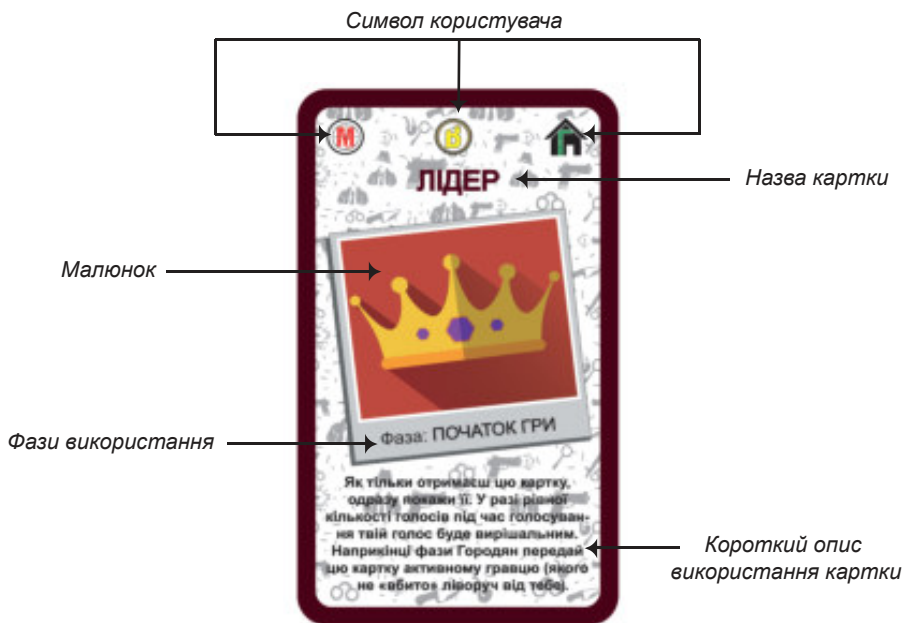 Символ користувача
М
ЛІДЕР
Назва картки
Малюнок
Фази використання
Фаза: ПОЧАТОК ГРИ
Як тільки отримаєш цю картку,
одразу покажи її. У разі рівної
кількості голосів під час голосуван-
ня твій голос буде вирішальним.
Наприкінці фази Городян передай
цю картку активному гравцю (якого
не «вбито» ліворуч від тебе).
Короткий опис
використання картки